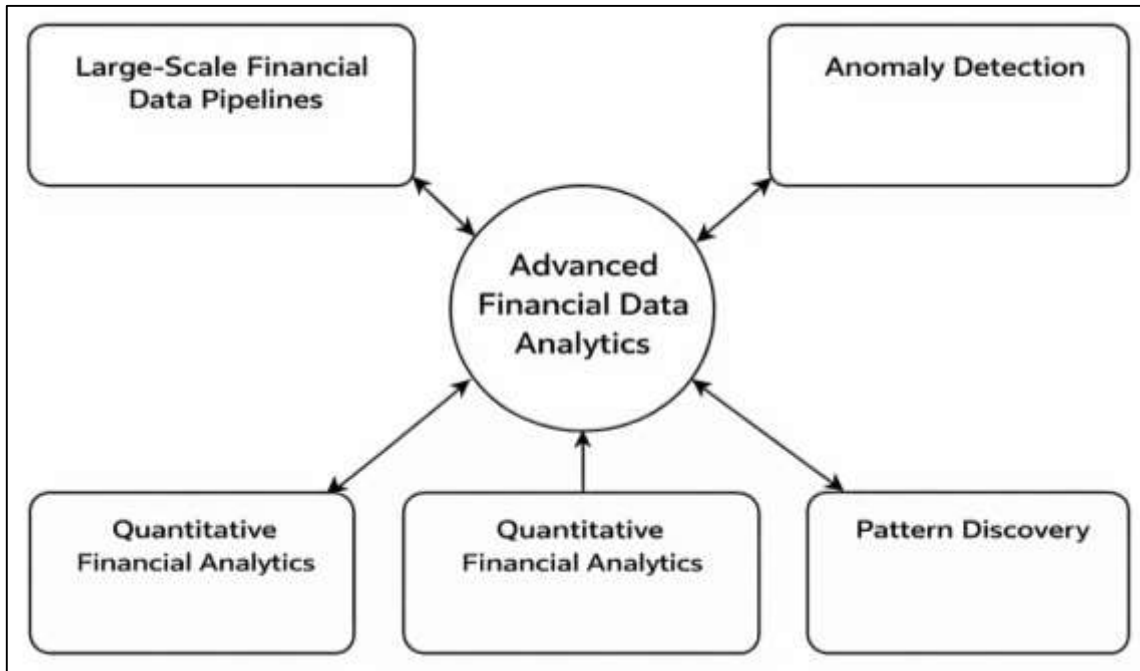 Large-Scale Financial
Data Pipelines
Anomaly Detection
Advanced
Financial Data
Analytics
Quantitative
Financial Analytics
Quantitative
Financial Analytics
Pattern Discovery